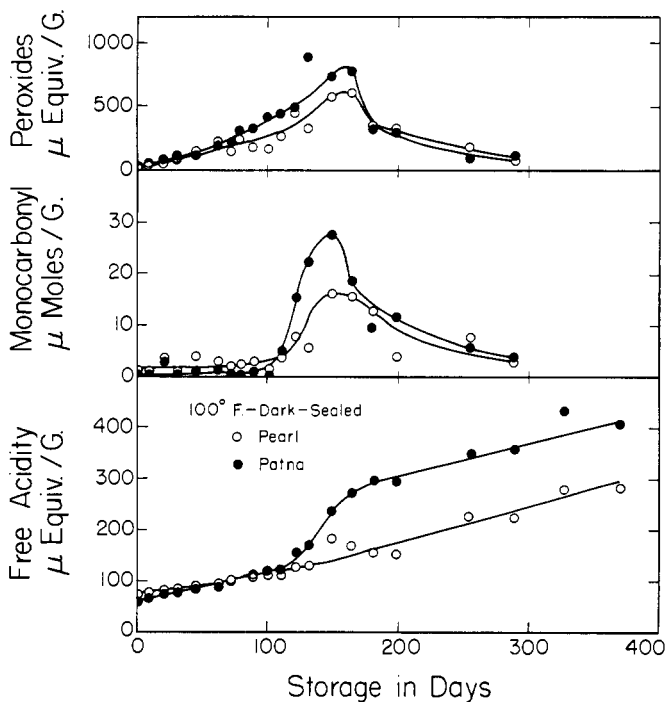 Peroxides
μ Equiv./G.
1000
500
0
Monocarbonyl
μ Moles/G.
30
20
10
0
Free Acidity
μ Equiv./G.
400
300
200
100
0
100° F.-Dark-Sealed
Pearl
Patna
0 100 200 300 400
Storage in Days